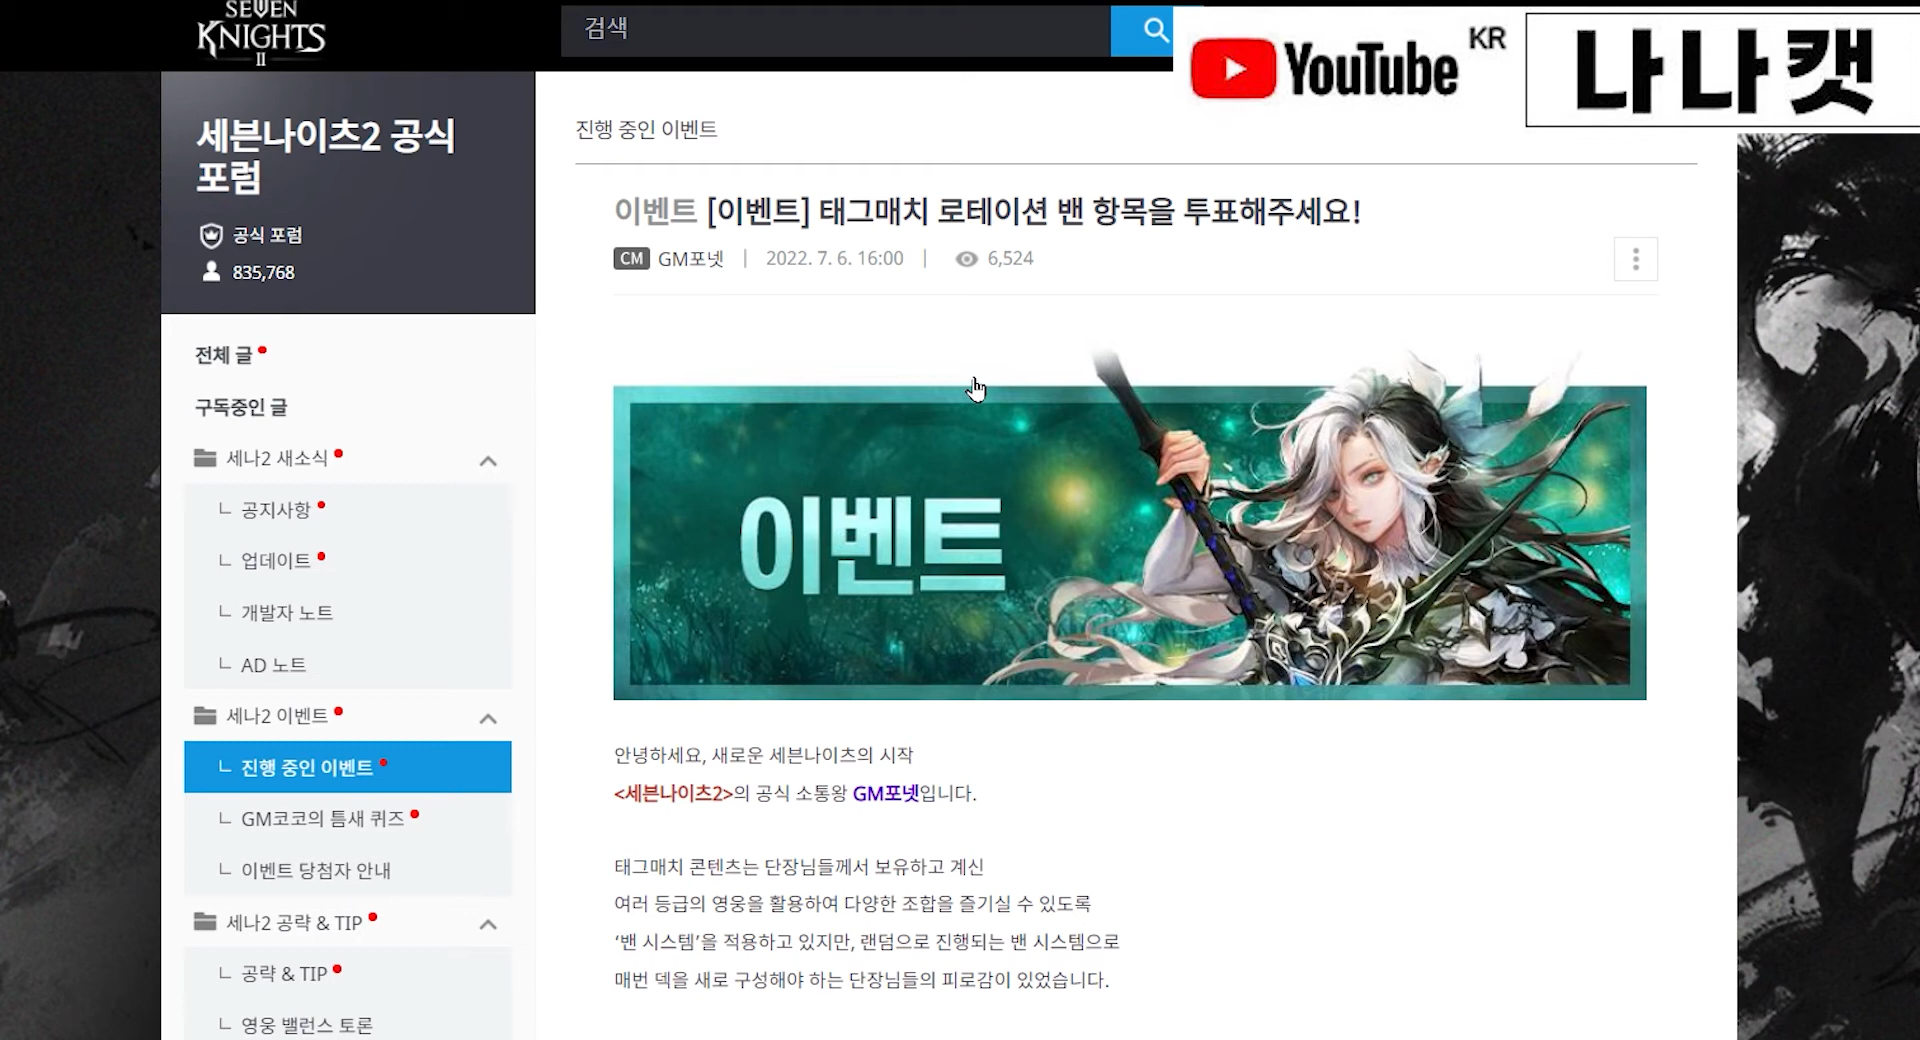 SEVEN
KNIGHTS
II
검색
YouTube KR
나나캣
세븐나이츠2 공식
포럼
공식 포럼
835,768
전체 글
구독중인 글
세나2 새소식
공지사항
업데이트
개발자 노트
AD 노트
세나2 이벤트
진행 중인 이벤트
GM코코의 틈새 퀴즈
이벤트 당첨자 안내
세나2 공략 & TIP
공략 & TIP
영웅 밸런스 토론
진행 중인 이벤트
이벤트 [이벤트] 태그매치 로테이션 밴 항목을 투표해주세요!
CM GM포넷 | 2022. 7. 6. 16:00 | 6,524
이벤트
안녕하세요, 새로운 세븐나이츠의 시작
<세븐나이츠2>의 공식 소통왕 GM포넷입니다.
태그매치 콘텐츠는 단장님들께서 보유하고 계신
여러 등급의 영웅을 활용하여 다양한 조합을 즐기실 수 있도록
‘밴 시스템’을 적용하고 있지만, 랜덤으로 진행되는 밴 시스템으로
매번 덱을 새로 구성해야 하는 단장님들의 피로감이 있었습니다.